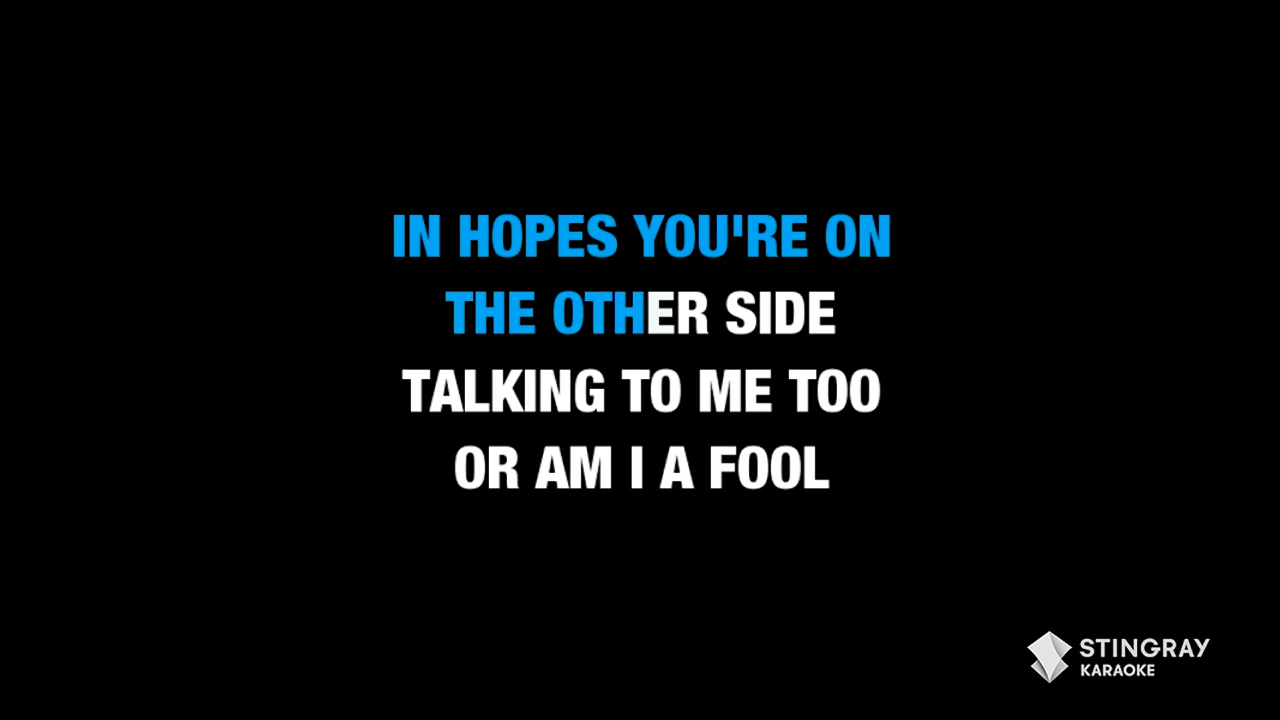 IN HOPES YOU'RE ON
THE OTHER SIDE
TALKING TO ME TOO
OR AM I A FOOL
STINGRAY
KARAOKE